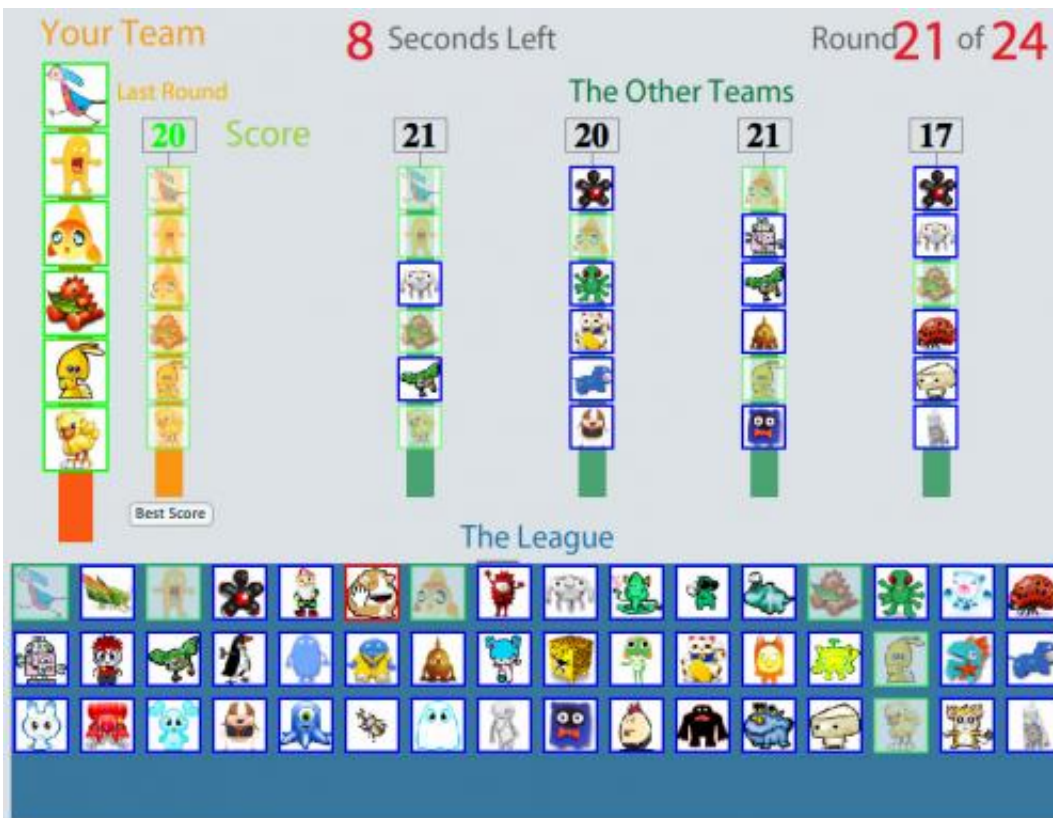 Your Team
8 Seconds Left
Round 21 of 24
Last Round
The Other Teams
20 Score
21
20
21
17
Best Score
The League